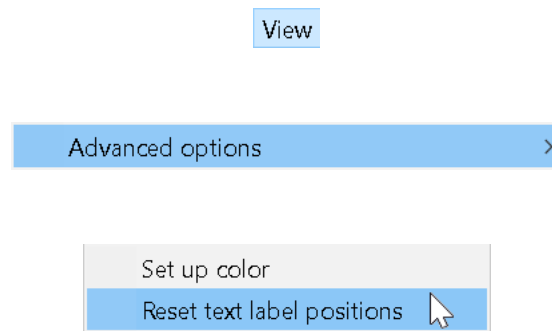 View
Advanced options
Set up color
Reset text label positions